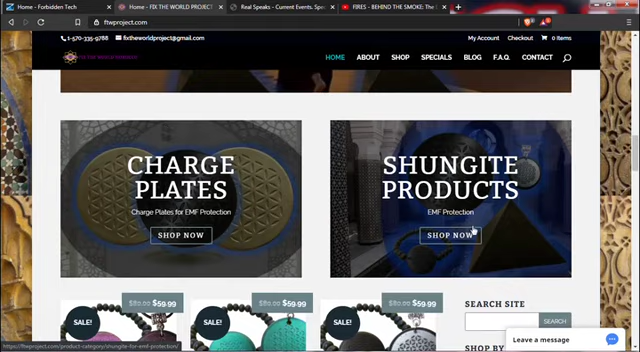 Home - Forbidden Tech
Home - FIX THE WORLD PROJECT
Real Speaks - Current Events. Spe
FIRES - BEHIND THE SMOKE: The
ftwproject.com
1-570-335-9788
fixtheworldproject@gmail.com
My Account
Checkout
0 Items
FIX THE WORLD PROJECT
HOME
ABOUT
SHOP
SPECIALS
BLOG
F.A.Q.
CONTACT
CHARGE
PLATES
Charge Plates for EMF Protection
SHOP NOW
SHUNGITE
PRODUCTS
EMF Protection
SHOP NOW
SALE!
$80.00 $59.99
SALE!
$80.00 $59.99
SALE!
$80.00 $59.99
SEARCH SITE
SEARCH
SHOP BY
Leave a message
https://ftwproject.com/product-category/shungite-for-emf-protection/